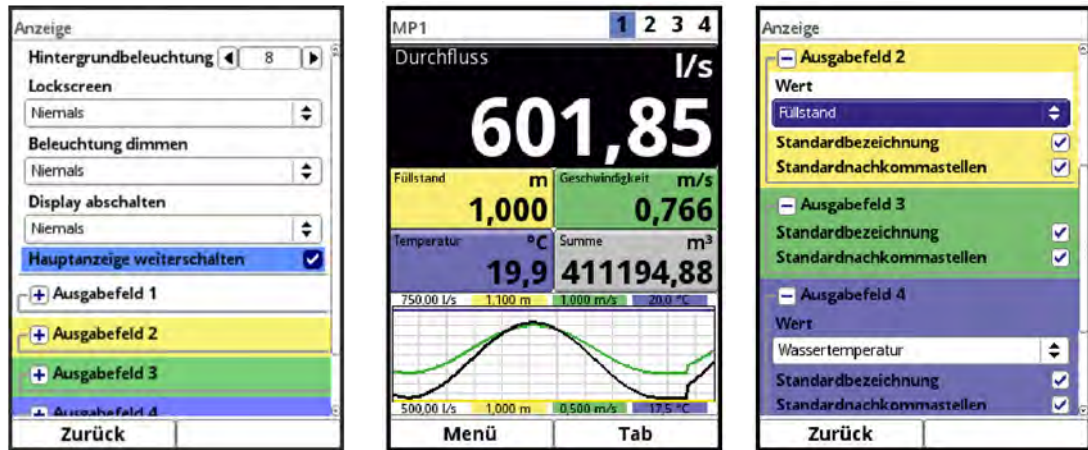 Anzeige
Hintergrundbeleuchtung 8
Lockscreen
Niemals
Beleuchtung dimmen
Niemals
Display abschalten
Niemals
Hauptanzeige weiterschalten
Ausgabefeld 1
Ausgabefeld 2
Ausgabefeld 3
Ausgabefeld 4
Zurück
MP1 1 2 3 4
Durchfluss l/s
601,85
Füllstand m Geschwindigkeit m/s
1,000 0,766
Temperatur °C Summe m³
19,9 411194,88
750,00 l/s 1,100 m 1,000 m/s 20,0 °C
500,00 l/s 1,000 m 0,500 m/s 17,5 °C
Menü Tab
Anzeige
Ausgabefeld 2
Wert
Füllstand
Standardbezeichnung
Standardnachkommastellen
Ausgabefeld 3
Standardbezeichnung
Standardnachkommastellen
Ausgabefeld 4
Wert
Wassertemperatur
Standardbezeichnung
Standardnachkommastellen
Zurück